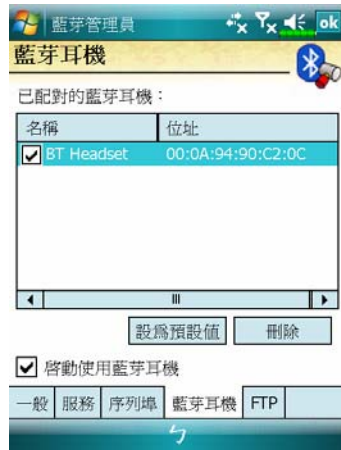 藍芽管理員 ok
藍芽耳機
已配對的藍芽耳機：
名稱 位址
BT Headset 00:0A:94:90:C2:0C
設為預設值 刪除
啓動使用藍芽耳機
一般 服務 序列埠 藍芽耳機 FTP
ㄅ